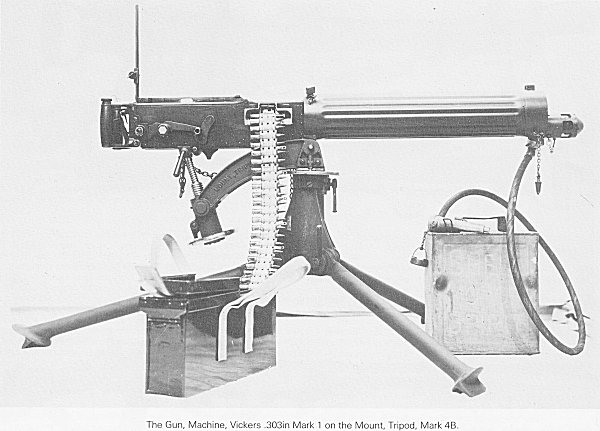 The Gun, Machine, Vickers .303in Mark 1 on the Mount, Tripod, Mark 4B.